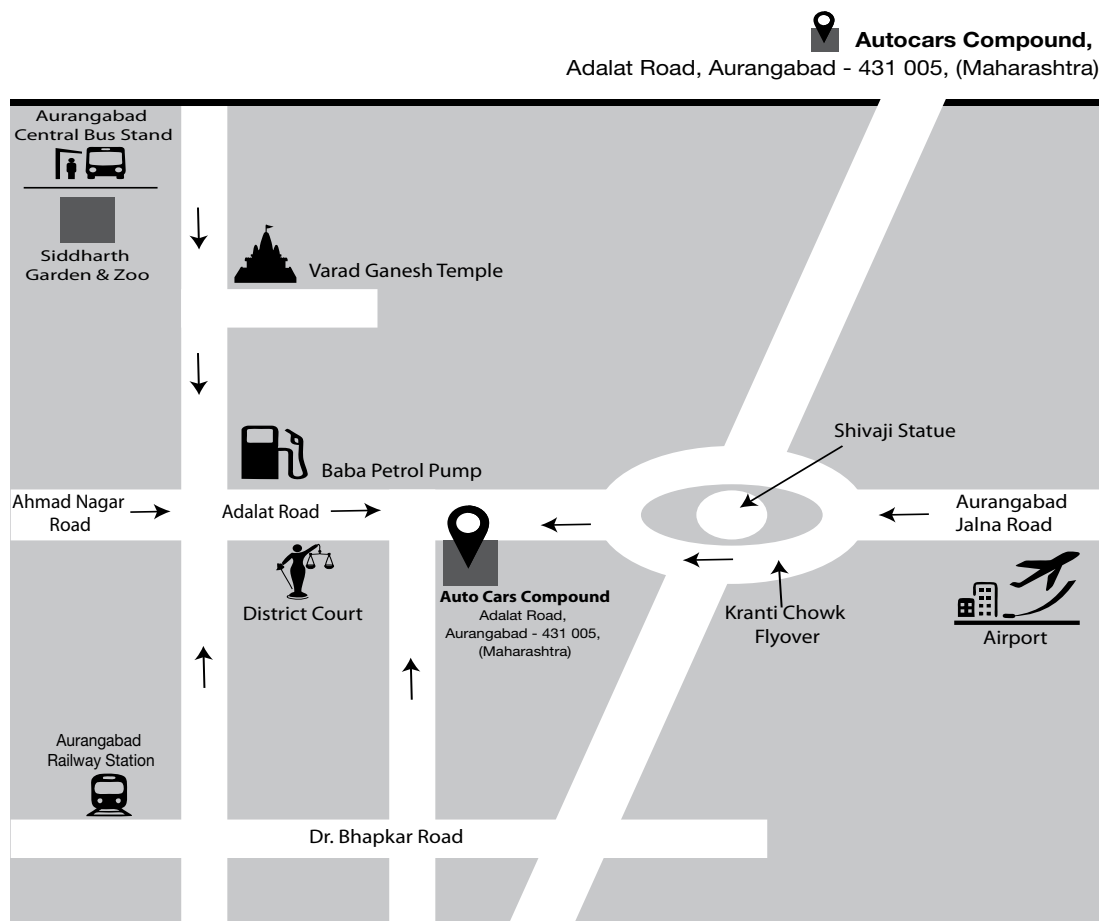 Autocars Compound,
Adalat Road, Aurangabad - 431 005, (Maharashtra)
Aurangabad
Central Bus Stand
Siddharth
Garden & Zoo
Varad Ganesh Temple
Shivaji Statue
Baba Petrol Pump
Ahmad Nagar
Road
Adalat Road
Aurangabad
Jalna Road
District Court
Auto Cars Compound
Adalat Road,
Aurangabad - 431 005,
(Maharashtra)
Kranti Chowk
Flyover
Airport
Aurangabad
Railway Station
Dr. Bhapkar Road